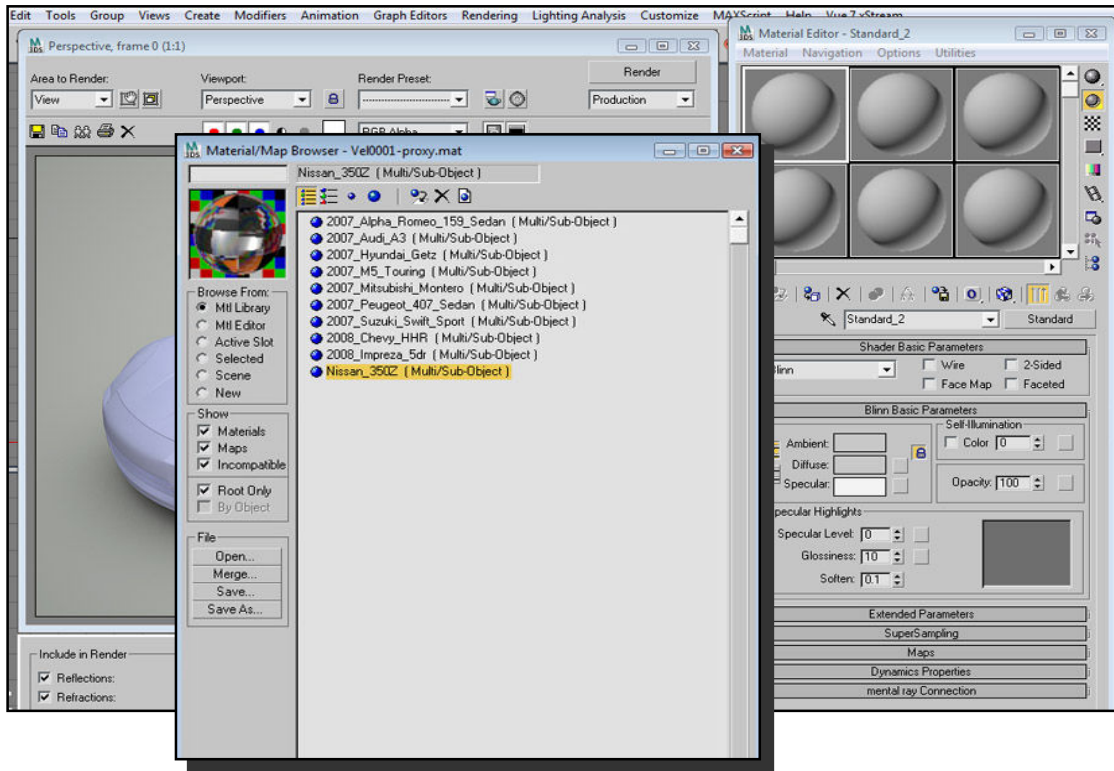 Edit Tools Group Views Create Modifiers Animation Graph Editors Rendering Lighting Analysis Customize MAXScript Help Vue 7 xStream
Perspective, frame 0 (1:1)
Area to Render:
Viewport:
Render Preset:
Render
View
Perspective
Production
RGB Alpha
Material/Map Browser - Vel0001-proxy.mat
Nissan_350Z ( Multi/Sub-Object )
2007_Alpha_Romeo_159_Sedan ( Multi/Sub-Object )
2007_Audi_A3 ( Multi/Sub-Object )
2007_Hyundai_Getz ( Multi/Sub-Object )
2007_M5_Touring ( Multi/Sub-Object )
2007_Mitsubishi_Montero ( Multi/Sub-Object )
2007_Peugeot_407_Sedan ( Multi/Sub-Object )
2007_Suzuki_Swift_Sport ( Multi/Sub-Object )
2008_Chevy_HHR ( Multi/Sub-Object )
2008_Impreza_5dr ( Multi/Sub-Object )
Nissan_350Z ( Multi/Sub-Object )
Browse From:
Mtl Library
Mtl Editor
Active Slot
Selected
Scene
New
Show
Materials
Maps
Incompatible
Root Only
By Object
File
Open...
Merge...
Save...
Save As...
Include in Render
Reflections:
Refractions:
Material Editor - Standard_2
Material Navigation Options Utilities
Standard_2
Standard
Shader Basic Parameters
Wire
2-Sided
Face Map
Faceted
Blinn Basic Parameters
Self-Illumination
Color 0
Ambient:
Diffuse:
Specular:
Opacity: 100
Specular Level: 0
Glossiness: 10
Soften: 0.1
Extended Parameters
SuperSampling
Maps
Dynamics Properties
mental ray Connection